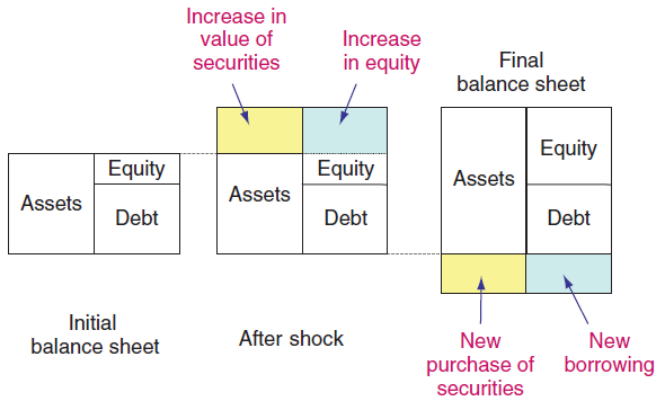 Increase in
value of
securities
Increase
in equity
Final
balance sheet
Assets
Equity
Debt
Assets
Equity
Debt
Assets
Equity
Debt
Initial
balance sheet
After shock
New
purchase of
securities
New
borrowing